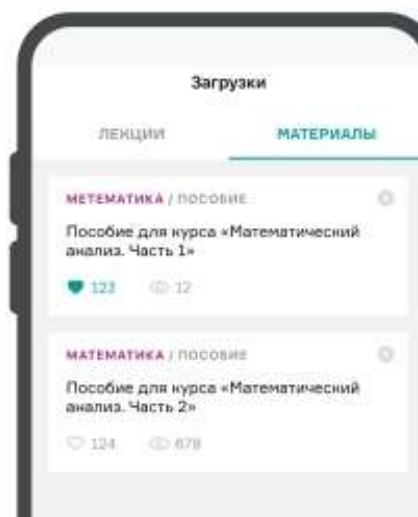 Загрузки
ЛЕКЦИИ МАТЕРИАЛЫ
МЕТЕМАТИКА / ПОСОБИЕ
Пособие для курса «Математический
анализ. Часть 1»
123 12
МАТЕМАТИКА / ПОСОБИЕ
Пособие для курса «Математический
анализ. Часть 2»
124 678